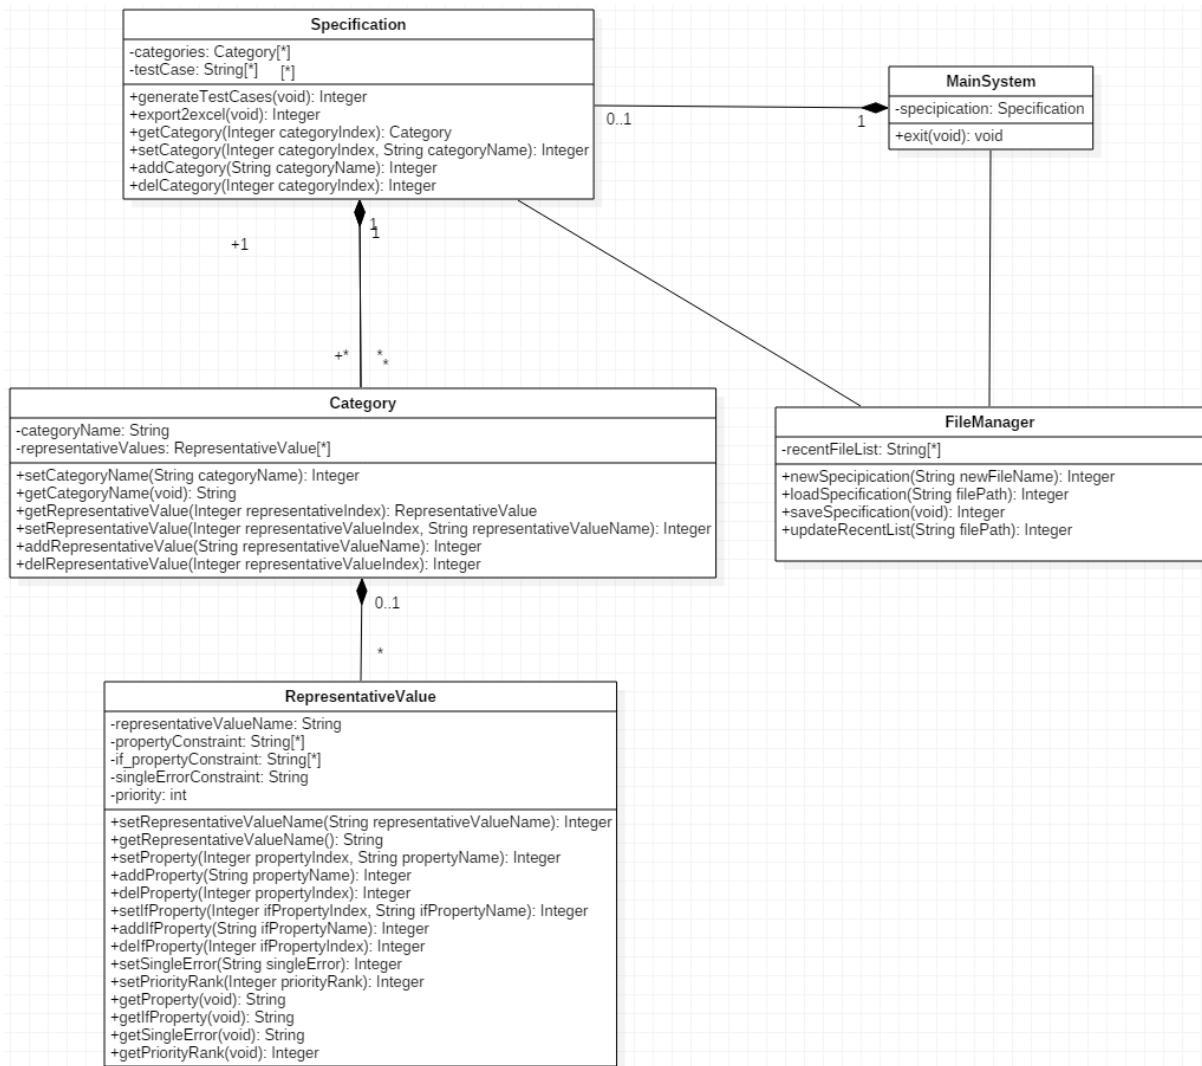 Specification
-categories: Category[*]
-testCase: String[*] [*]
+generateTestCases(void): Integer
+export2excel(void): Integer
+getCategory(Integer categoryIndex): Category
+setCategory(Integer categoryIndex, String categoryName): Integer
+addCategory(String categoryName): Integer
+delCategory(Integer categoryIndex): Integer
0..1
1
MainSystem
-specipication: Specification
+exit(void): void
1
1
+1
+*
*
*
Category
-categoryName: String
-representativeValues: RepresentativeValue[*]
+setCategoryName(String categoryName): Integer
+getCategoryName(void): String
+getRepresentativeValue(Integer representativeIndex): RepresentativeValue
+setRepresentativeValue(Integer representativeValueIndex, String representativeValueName): Integer
+addRepresentativeValue(String representativeValueName): Integer
+delRepresentativeValue(Integer representativeValueIndex): Integer
FileManager
-recentFileList: String[*]
+newSpecipication(String newFileName): Integer
+loadSpecification(String filePath): Integer
+saveSpecification(void): Integer
+updateRecentList(String filePath): Integer
0..1
*
RepresentativeValue
-representativeValueName: String
-propertyConstraint: String[*]
-if_propertyConstraint: String[*]
-singleErrorConstraint: String
-priority: int
+setRepresentativeValueName(String representativeValueName): Integer
+getRepresentativeValueName(): String
+setProperty(Integer propertyIndex, String propertyName): Integer
+addProperty(String propertyName): Integer
+delProperty(Integer propertyIndex): Integer
+setIfProperty(Integer ifPropertyIndex, String ifPropertyName): Integer
+addIfProperty(String ifPropertyName): Integer
+delfProperty(Integer ifPropertyIndex): Integer
+setSingleError(String singleError): Integer
+setPriorityRank(Integer priorityRank): Integer
+getProperty(void): String
+getIfProperty(void): String
+getSingleError(void): String
+getPriorityRank(void): Integer